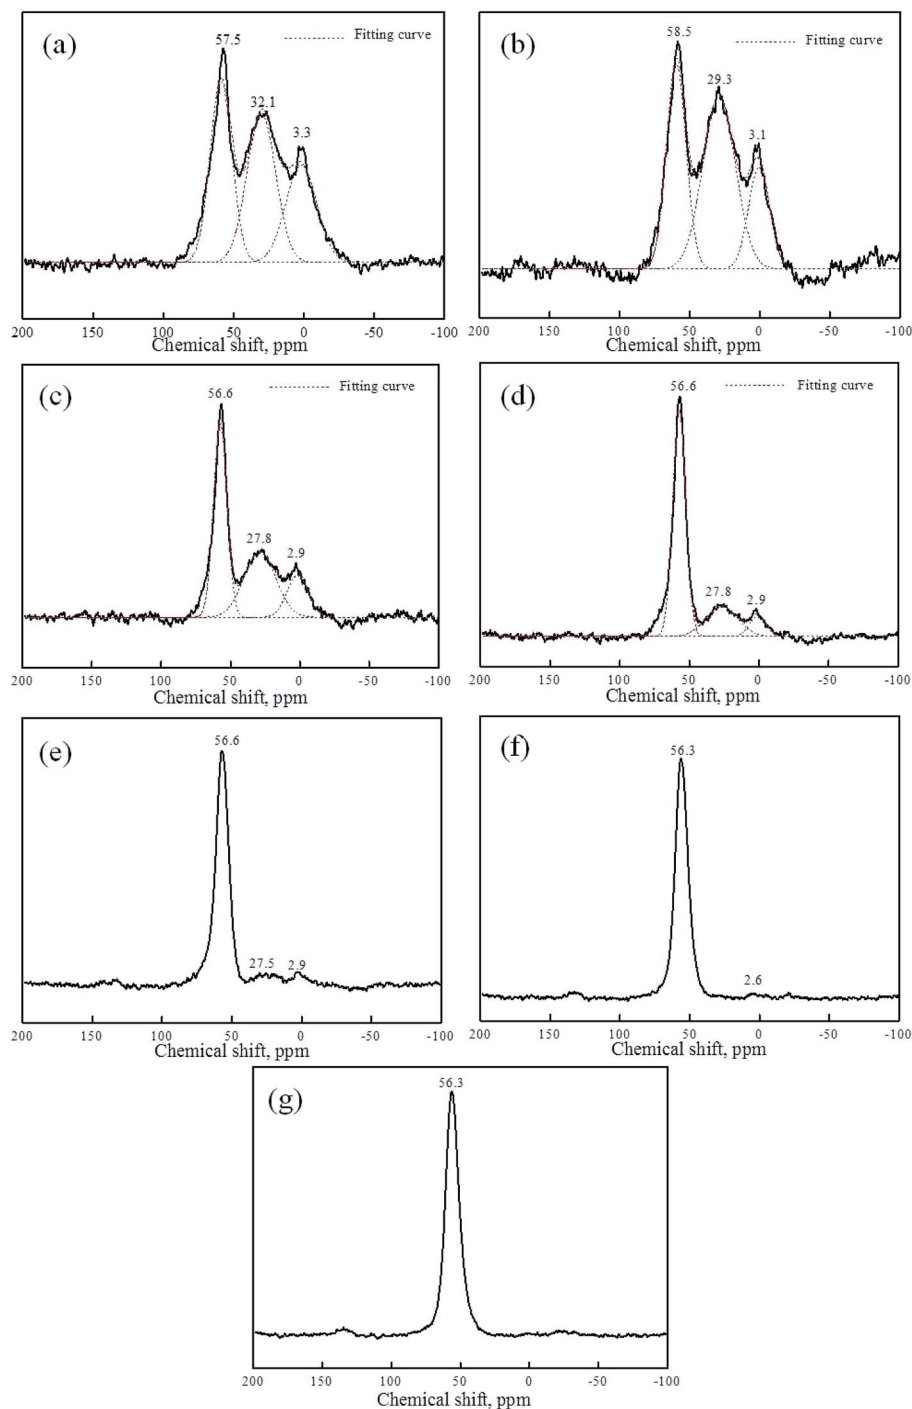 (a)
57.5
Fitting curve
32.1
3.3
200 150 100 50 0 -50 -100
Chemical shift, ppm
(b)
58.5
Fitting curve
29.3
3.1
200 150 100 50 0 -50 -100
Chemical shift, ppm
(c)
56.6
Fitting curve
27.8
2.9
200 150 100 50 0 -50 -100
Chemical shift, ppm
(d)
56.6
Fitting curve
27.8
2.9
200 150 100 50 0 -50 -100
Chemical shift, ppm
(e)
56.6
27.5
2.9
200 150 100 50 0 -50 -100
Chemical shift, ppm
(f)
56.3
2.6
200 150 100 50 0 -50 -100
Chemical shift, ppm
(g)
56.3
200 150 100 50 0 -50 -100
Chemical shift, ppm